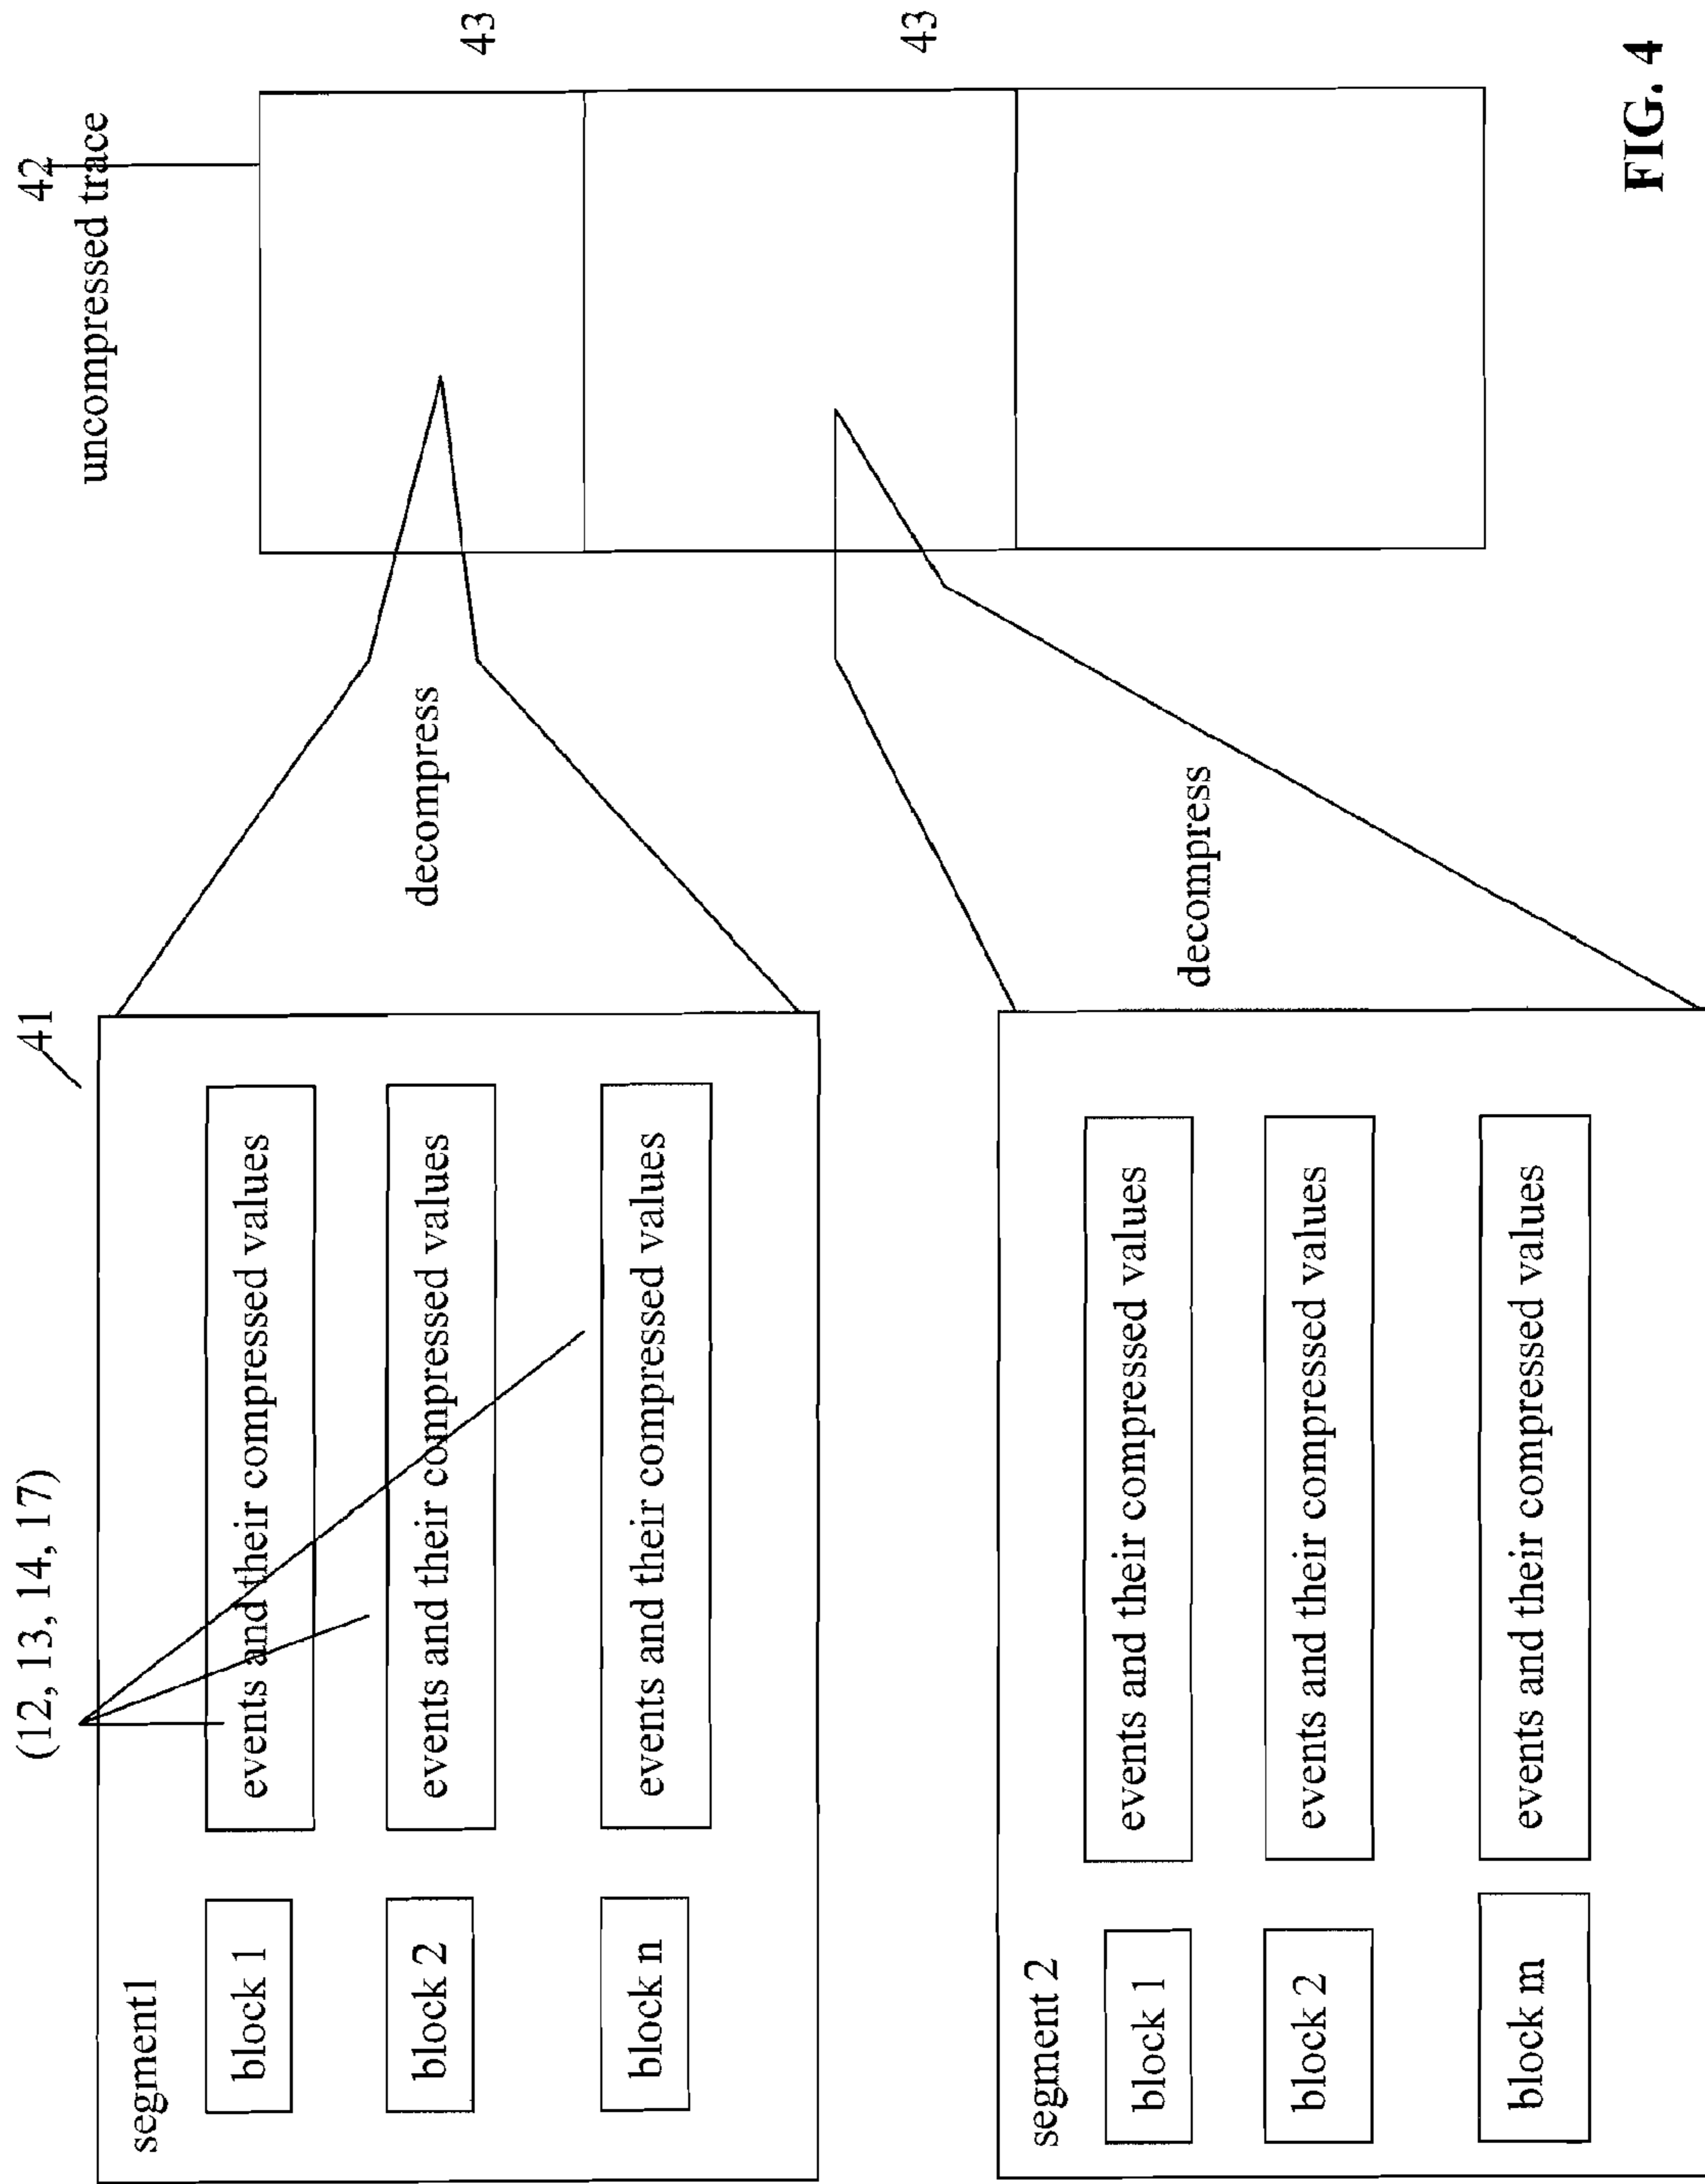 (12, 13, 14, 17)
41
42
uncompressed trace
segment1
block 1
events and their compressed values
block 2
events and their compressed values
block n
events and their compressed values
decompress
43
segment 2
block 1
events and their compressed values
block 2
events and their compressed values
block m
events and their compressed values
decompress
43
FIG. 4